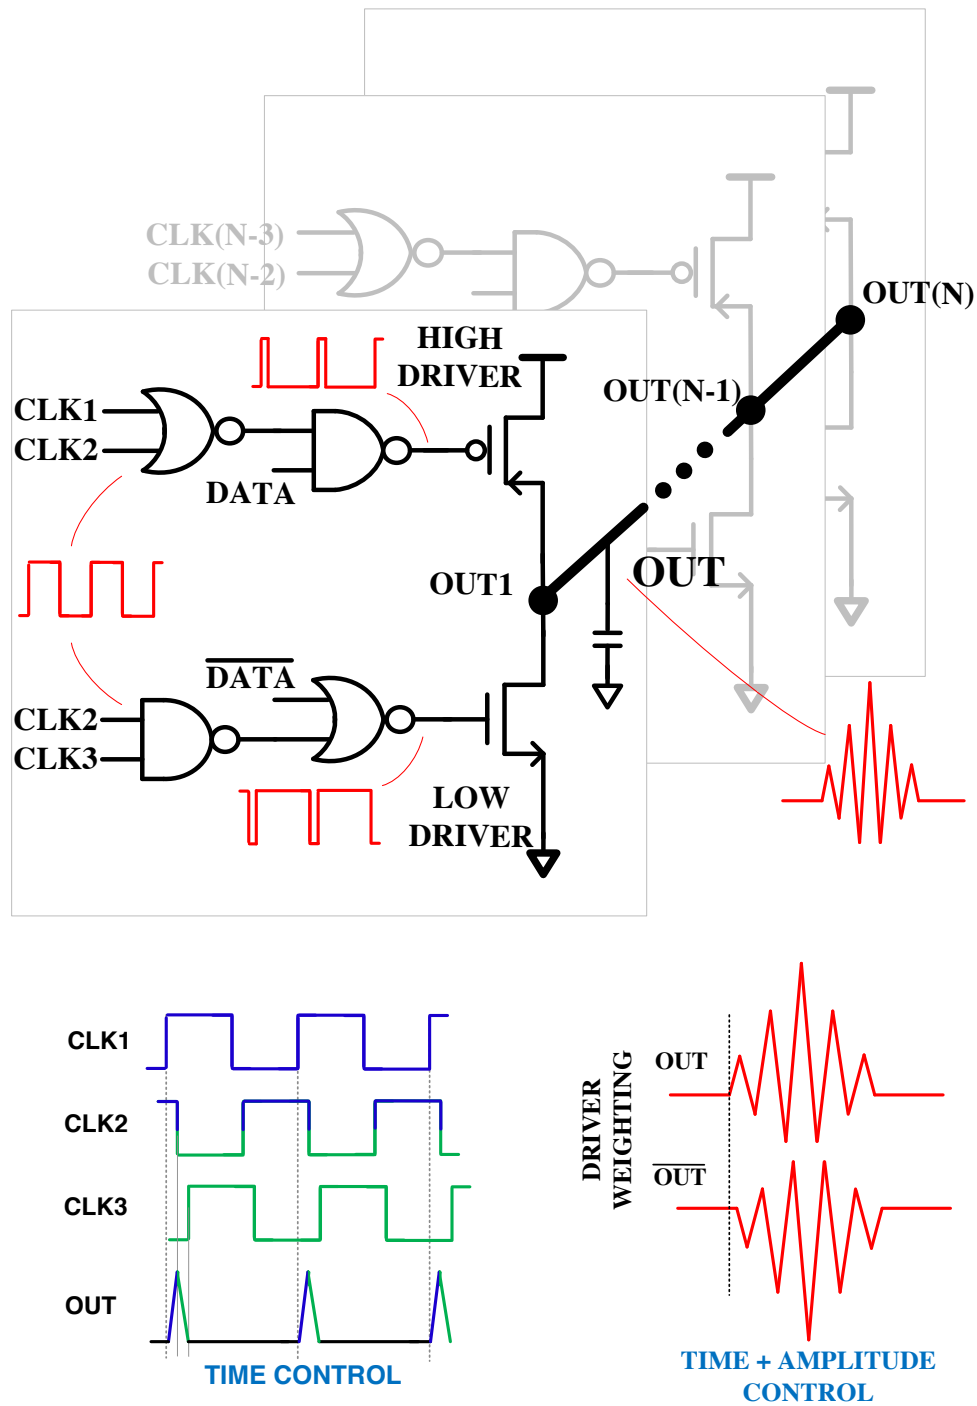 CLK(N-3)
CLK(N-2)
OUT(N)
HIGH
DRIVER
OUT(N-1)
CLK1
CLK2
DATA
OUT1
OUT
DATA
CLK2
CLK3
LOW
DRIVER
CLK1
CLK2
CLK3
OUT
TIME CONTROL
DRIVER
WEIGHTING
OUT
OUT
TIME + AMPLITUDE
CONTROL